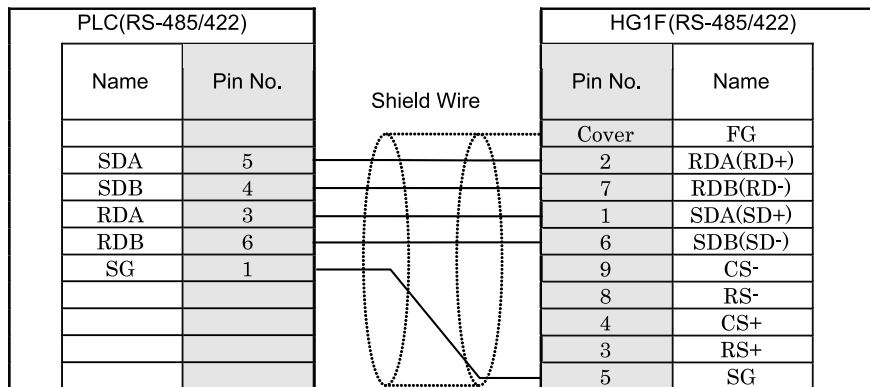 PLC(RS-485/422) HG1F(RS-485/422)
Name Pin No. Pin No. Name
Shield Wire
Cover FG
SDA 5 2 RDA(RD+)
SDB 4 7 RDB(RD-)
RDA 3 1 SDA(SD+)
RDB 6 6 SDB(SD-)
SG 1 9 CS-
8 RS-
4 CS+
3 RS+
5 SG